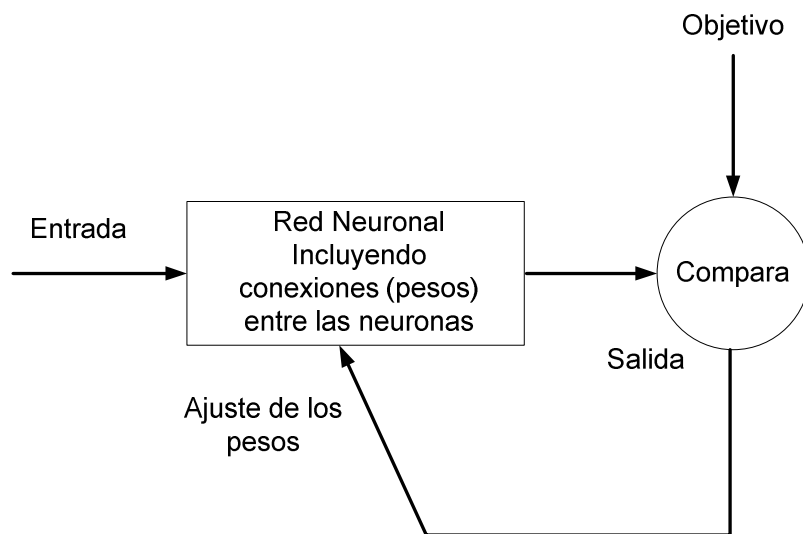 Objetivo
Entrada
Red Neuronal
Incluyendo
conexiones (pesos)
entre las neuronas
Compara
Salida
Ajuste de los
pesos